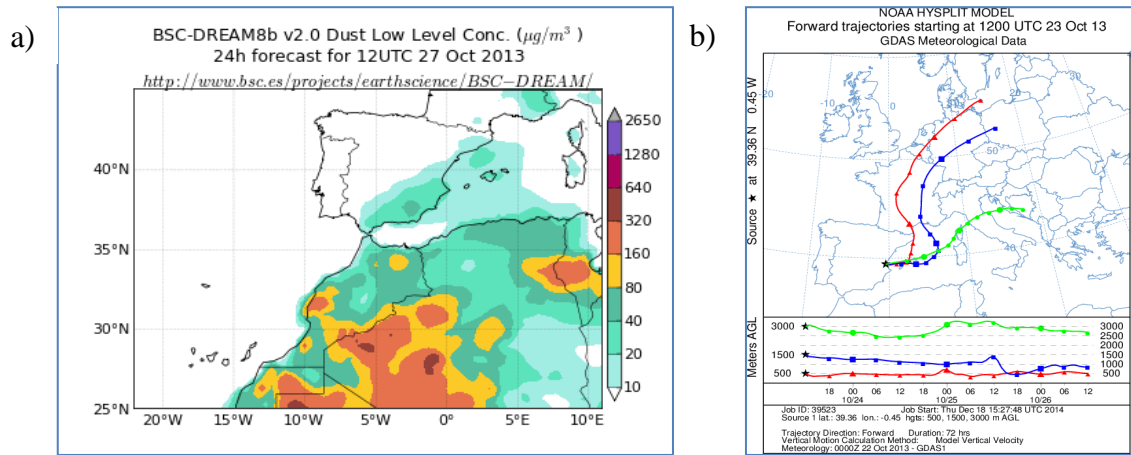 a)
BSC-DREAM8b v2.0 Dust Low Level Conc. (μg/m³ )
24h forecast for 12UTC 27 Oct 2013
http://www.bsc.es/projects/earthscience/BSC−DREAM/
40°N
35°N
30°N
25°N
20°W 15°W 10°W 5°W 0°E 5°E 10°E
2650
1280
640
320
160
80
40
20
10
b)
NOAA HYSPLIT MODEL
Forward trajectories starting at 1200 UTC 23 Oct 13
GDAS Meteorological Data
Source ★ at 39.36 N 0.45 W
-20
-10
0
10
20
50
40
Meters AGL
3000 3000
2500
2000
1500 1500
1000
500 500
18 00 06 12 18 00 06 12 18 00 06 12
10/24 10/25 10/26
Job ID: 39523 Job Start: Thu Dec 18 15:27:48 UTC 2014
Source 1 lat.: 39.36 lon.: -0.45 hgts: 500, 1500, 3000 m AGL
Trajectory Direction: Forward Duration: 72 hrs
Vertical Motion Calculation Method: Model Vertical Velocity
Meteorology: 0000Z 22 Oct 2013 - GDAS1